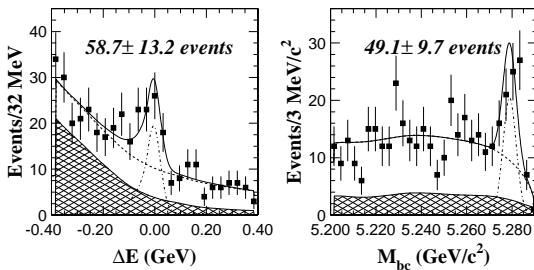 58.7± 13.2 events
Events/32 MeV
40
30
20
10
0
-0.40 -0.20 0.00 0.20 0.40
ΔE (GeV)
49.1± 9.7 events
Events/3 MeV/c²
30
20
10
0
5.200 5.220 5.240 5.260 5.280
M_bc (GeV/c²)